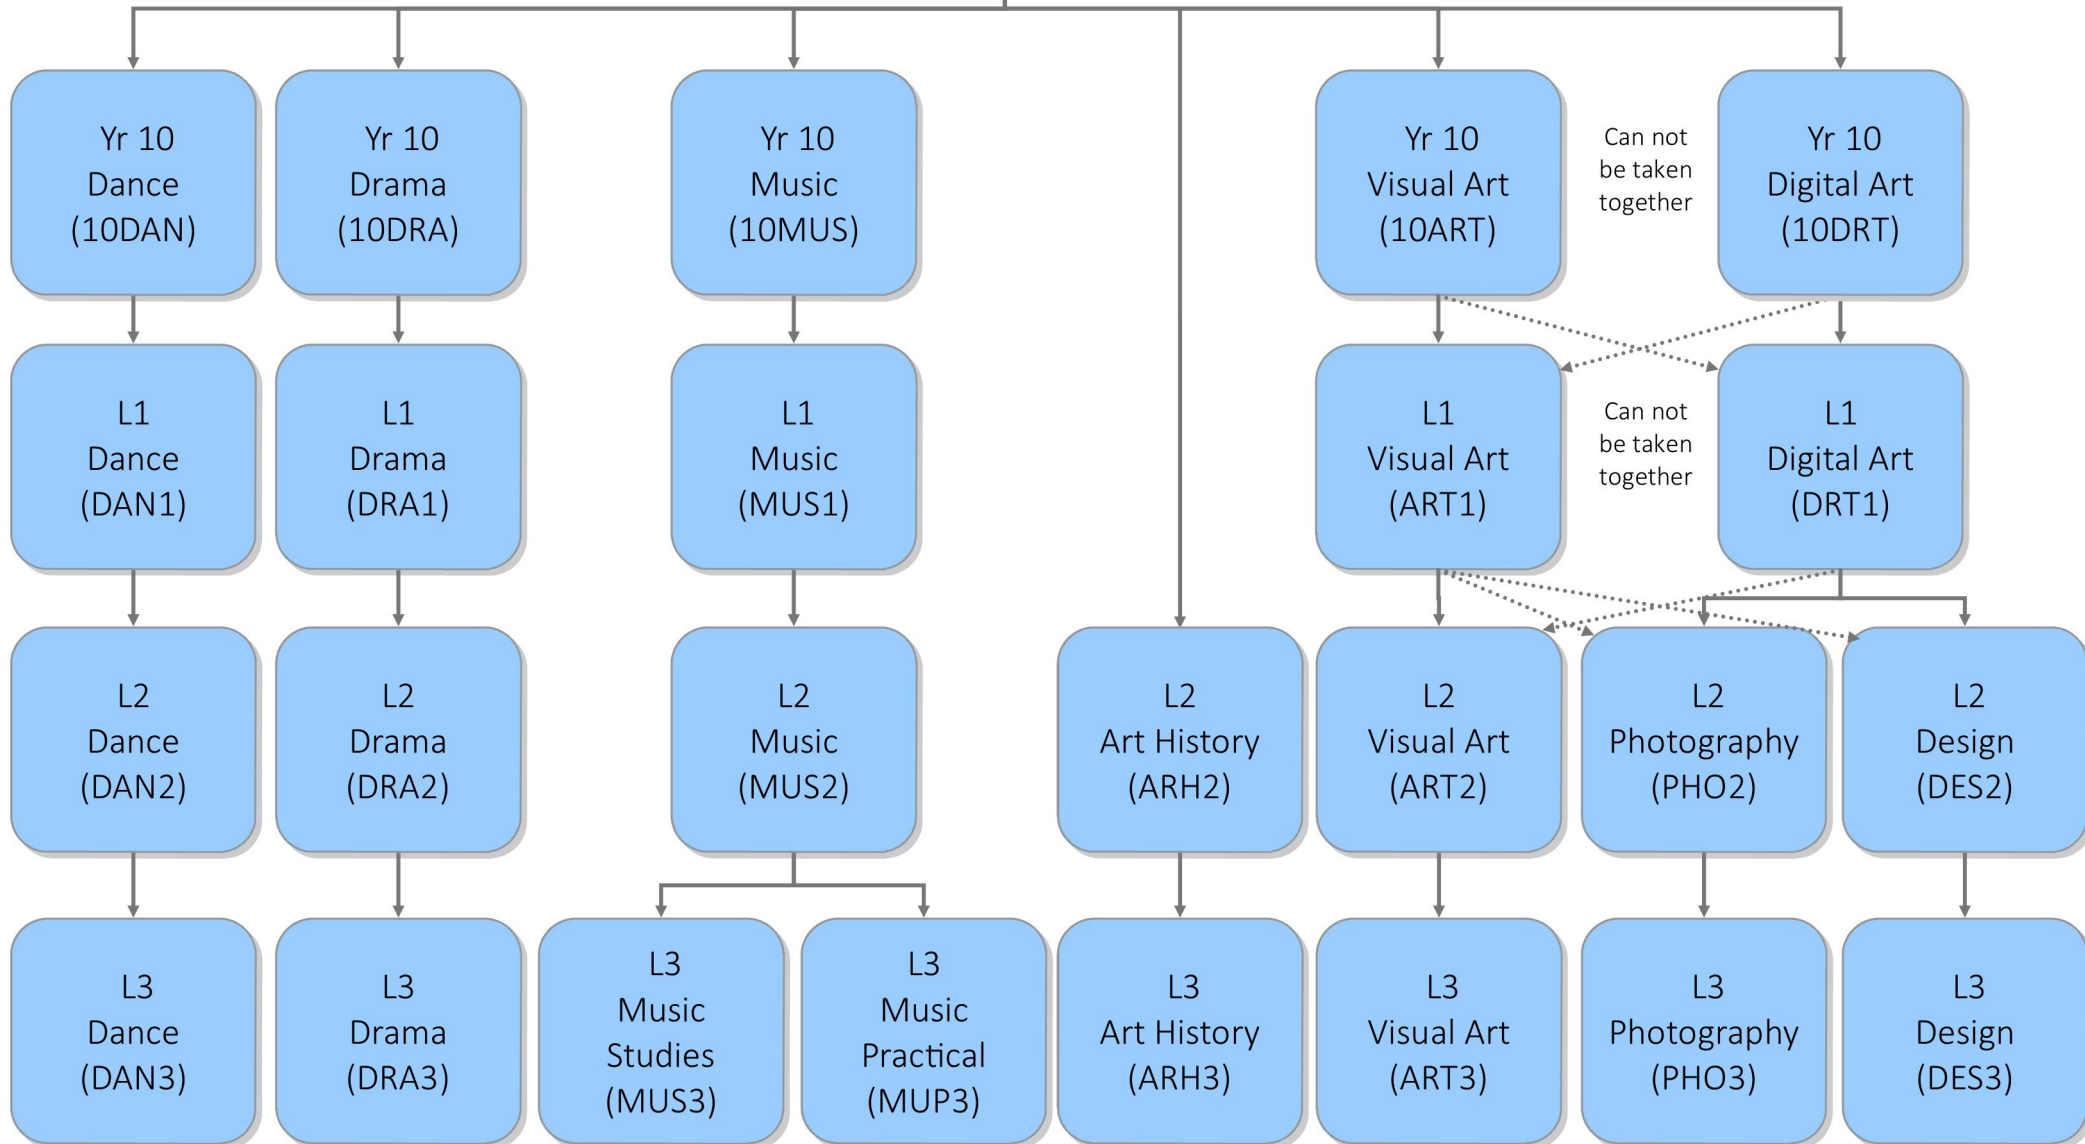 Yr 10
Dance
(10DAN)
Yr 10
Drama
(10DRA)
Yr 10
Music
(10MUS)
Yr 10
Visual Art
(10ART)
Can not
be taken
together
Yr 10
Digital Art
(10DRT)
L1
Dance
(DAN1)
L1
Drama
(DRA1)
L1
Music
(MUS1)
L1
Visual Art
(ART1)
Can not
be taken
together
L1
Digital Art
(DRT1)
L2
Dance
(DAN2)
L2
Drama
(DRA2)
L2
Music
(MUS2)
L2
Art History
(ARH2)
L2
Visual Art
(ART2)
L2
Photography
(PHO2)
L2
Design
(DES2)
L3
Dance
(DAN3)
L3
Drama
(DRA3)
L3
Music
Studies
(MUS3)
L3
Music
Practical
(MUP3)
L3
Art History
(ARH3)
L3
Visual Art
(ART3)
L3
Photography
(PHO3)
L3
Design
(DES3)